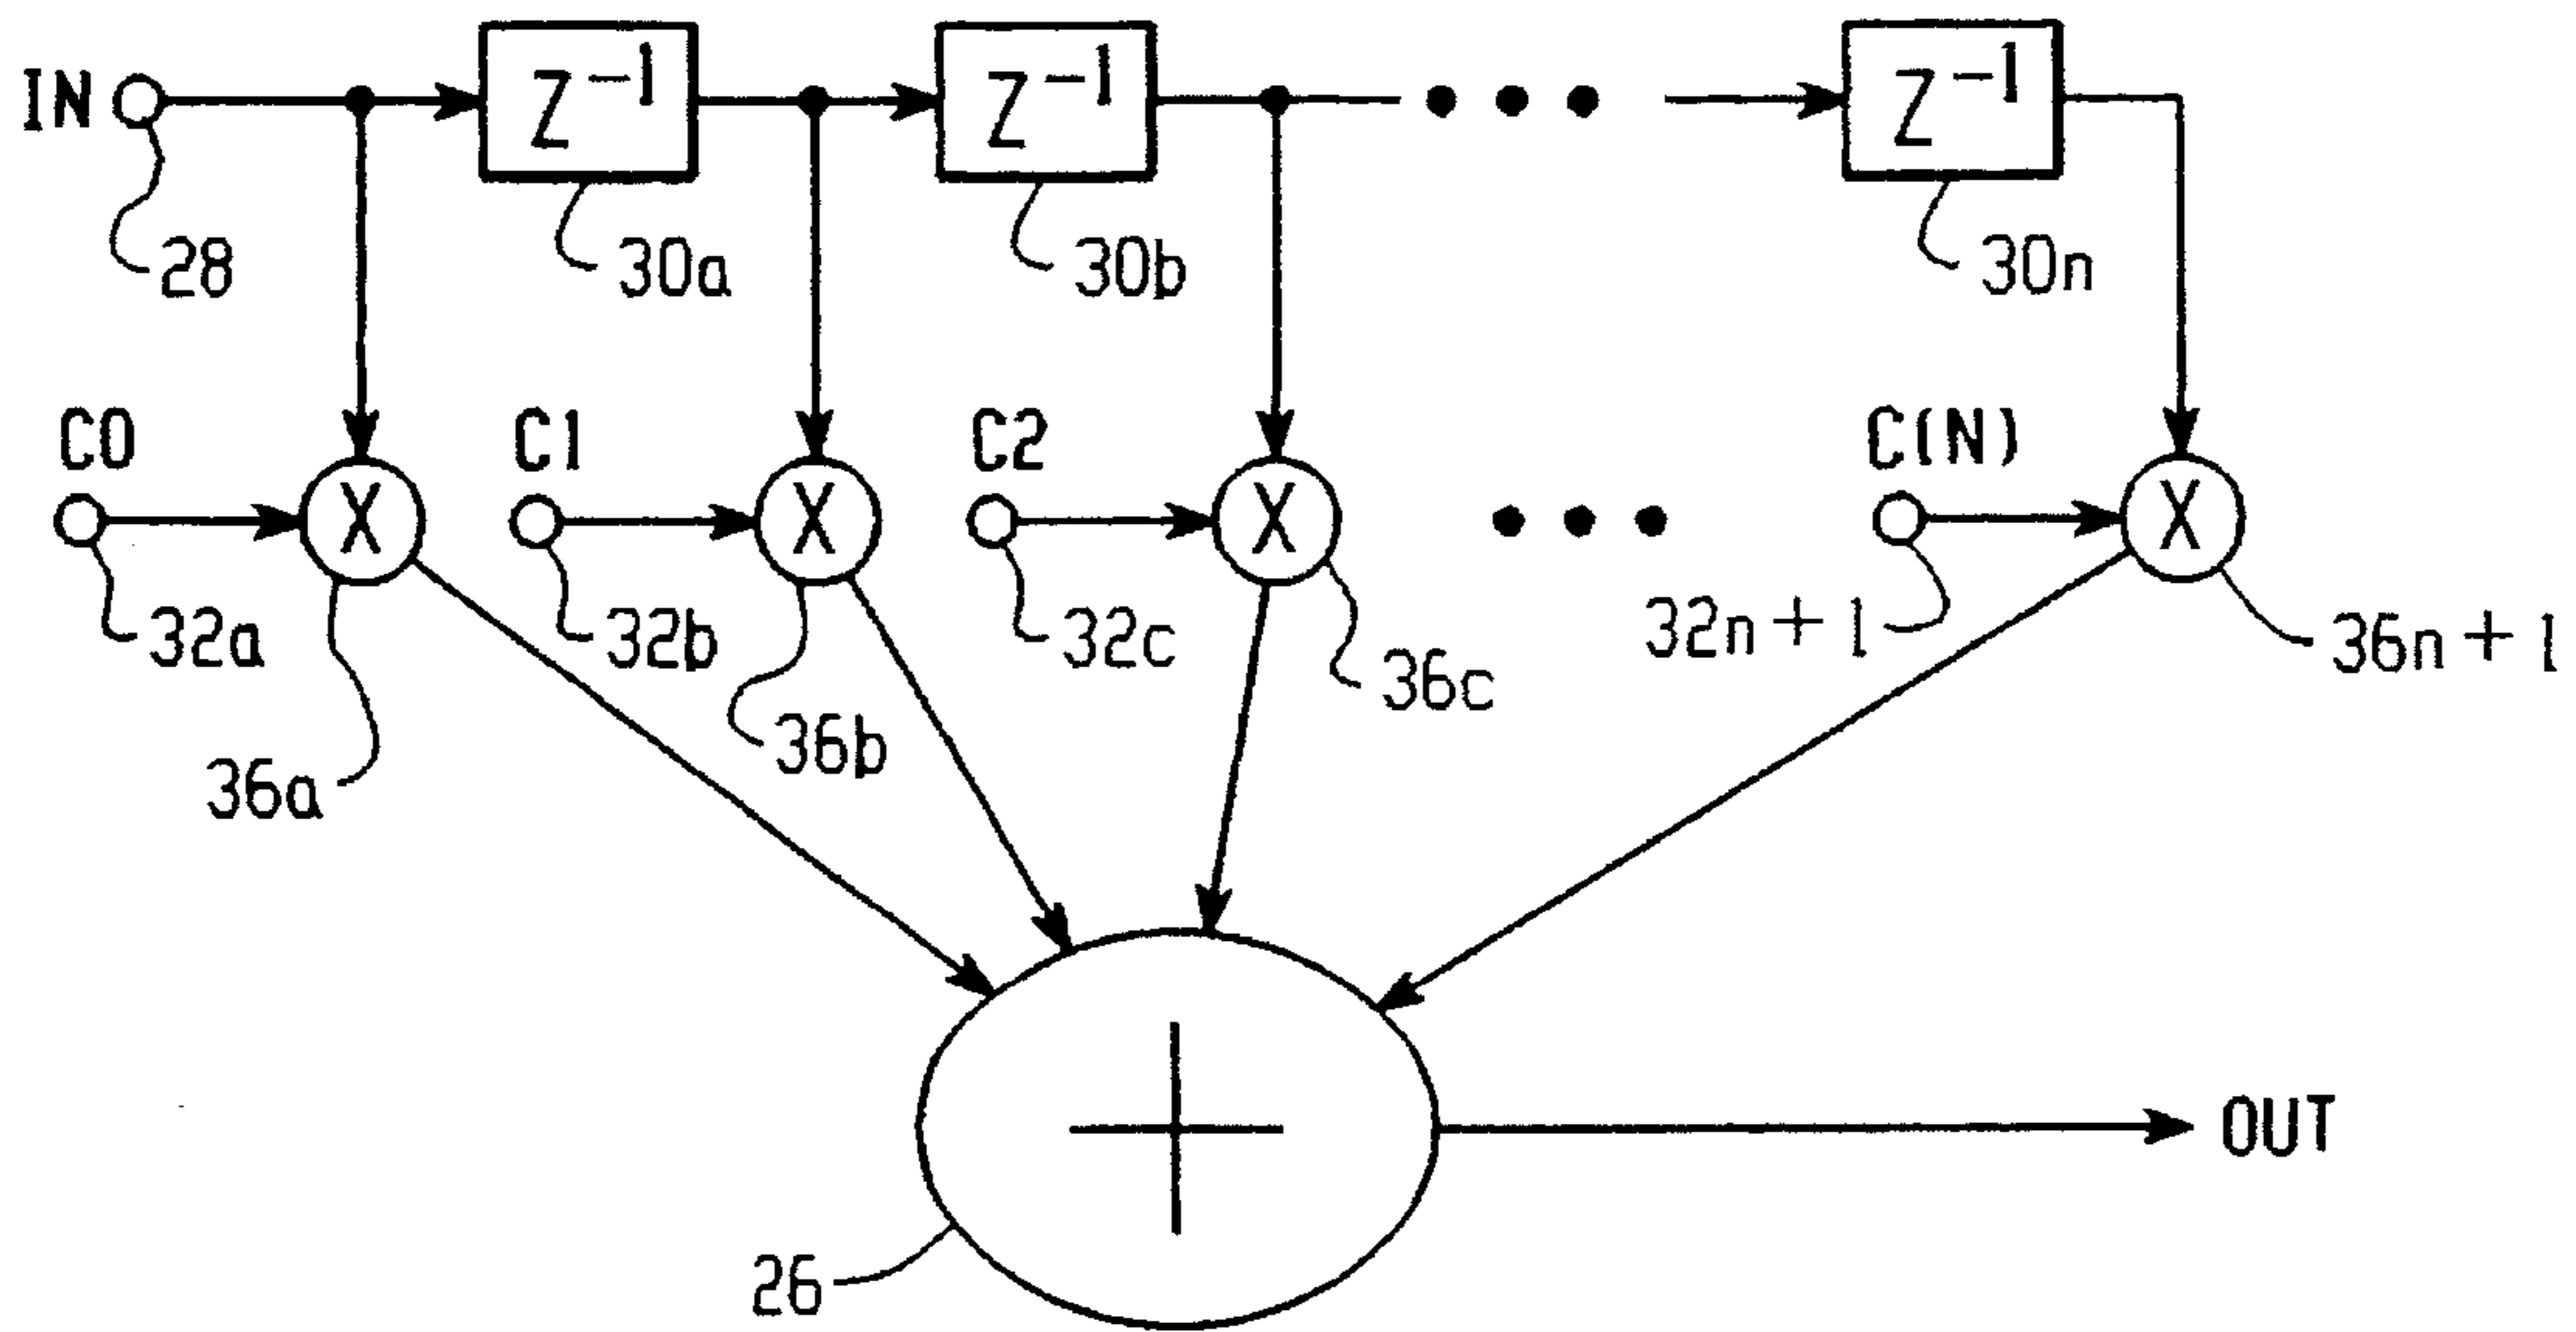 IN
Z⁻¹
Z⁻¹
Z⁻¹
28
30a
30b
30n
C0
C1
C2
C(N)
X
X
X
X
32a
32b
32c
32n+1
36n+1
36a
36b
36c
+
OUT
26